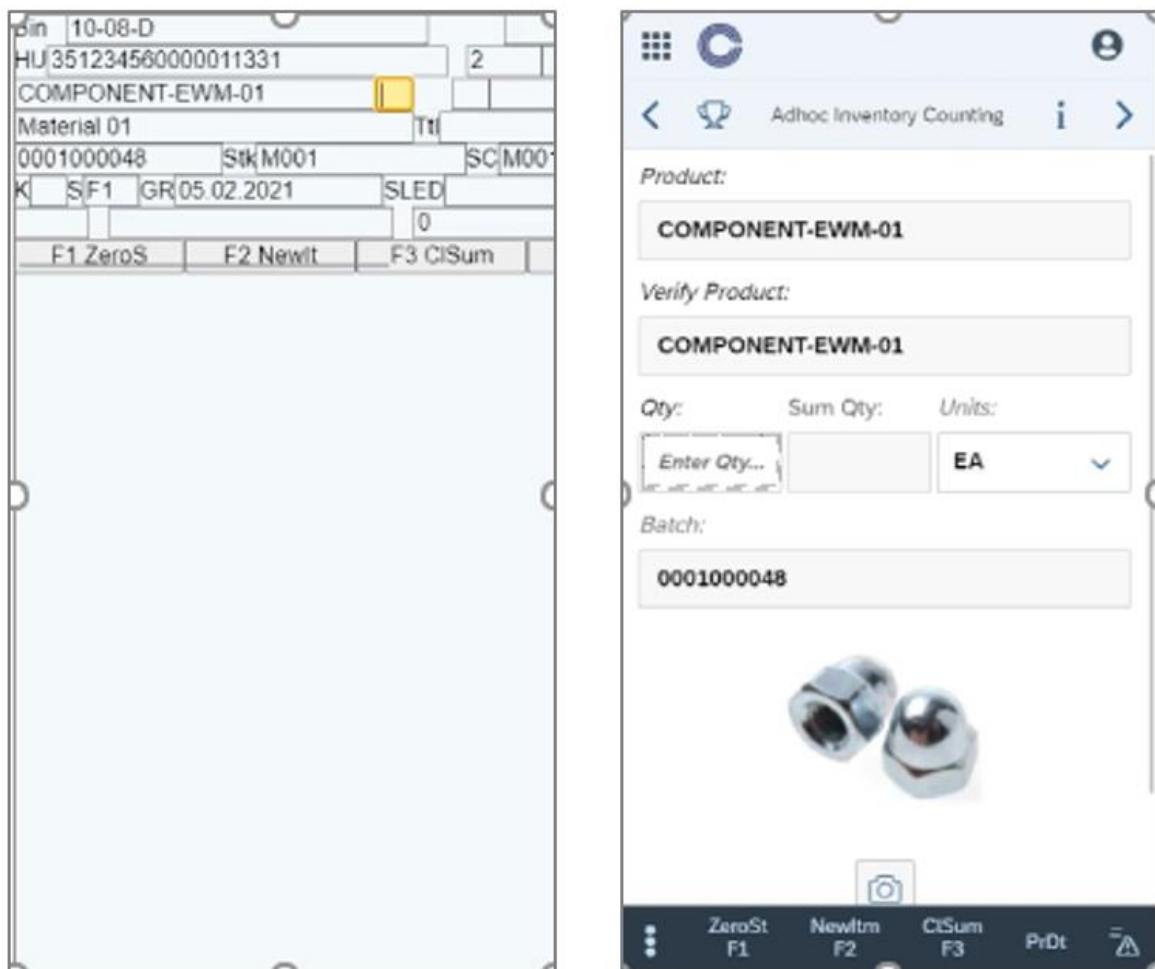 Bin 10-08-D
HU 351234560000011331 2
COMPONENT-EWM-01
Material 01 Ttl
0001000048 Stk M001 SC M001
K S F1 GR 05.02.2021 SLED
0
F1 ZeroS F2 NewIt F3 ClSum
Adhoc Inventory Counting
Product:
COMPONENT-EWM-01
Verify Product:
COMPONENT-EWM-01
Qty: Sum Qty: Units:
Enter Qty... EA
Batch:
0001000048
ZeroSt NewItm ClSum PrDt
F1 F2 F3